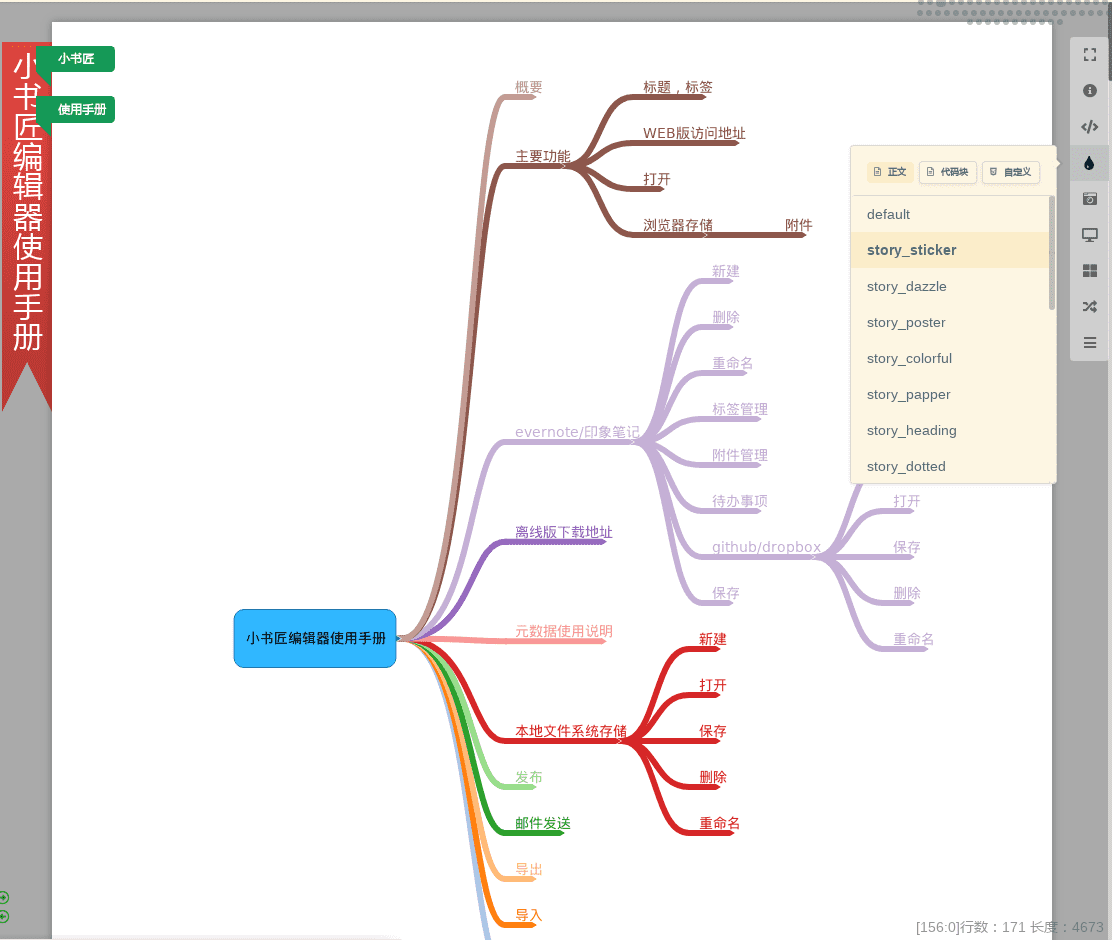 小书匠编辑器使用手册
小书匠
使用手册
概要
主要功能
标题，标签
WEB版访问地址
打开
浏览器存储
附件
evernote/印象笔记
新建
删除
重命名
标签管理
附件管理
待办事项
github/dropbox
打开
保存
删除
重命名
保存
离线版下载地址
小书匠编辑器使用手册
元数据使用说明
本地文件系统存储
新建
打开
保存
删除
重命名
发布
邮件发送
导出
导入
正文 代码块 自定义
default
story_sticker
story_dazzle
story_poster
story_colorful
story_papper
story_heading
story_dotted
[156:0]行数：171 长度：4673